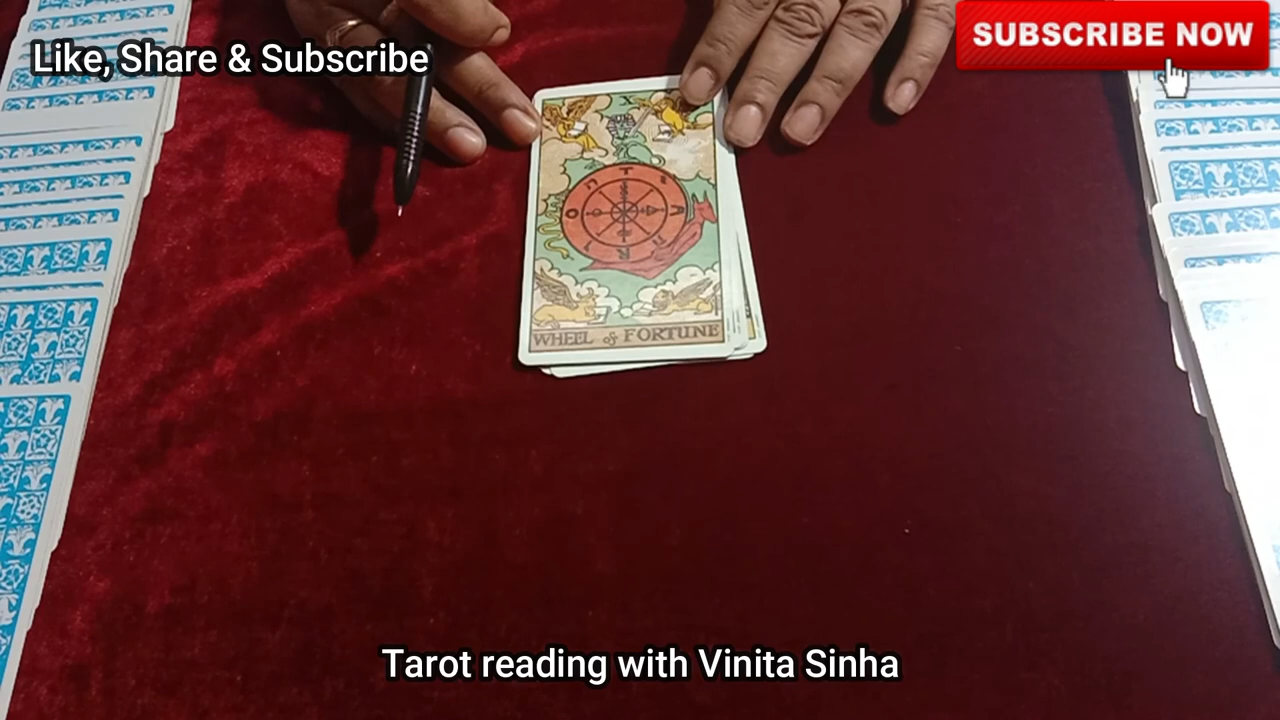 Like, Share & Subscribe
SUBSCRIBE NOW
X
T
A
R
O
WHEEL of FORTUNE
Tarot reading with Vinita Sinha